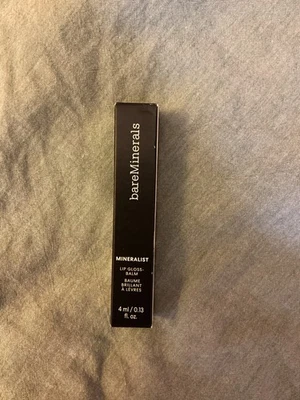 bareMinerals
MINERALIST
LIP GLOSS-
BALM
BAUME
BRILLANT
À LÈVRES
4 ml / 0.13
fl. oz.